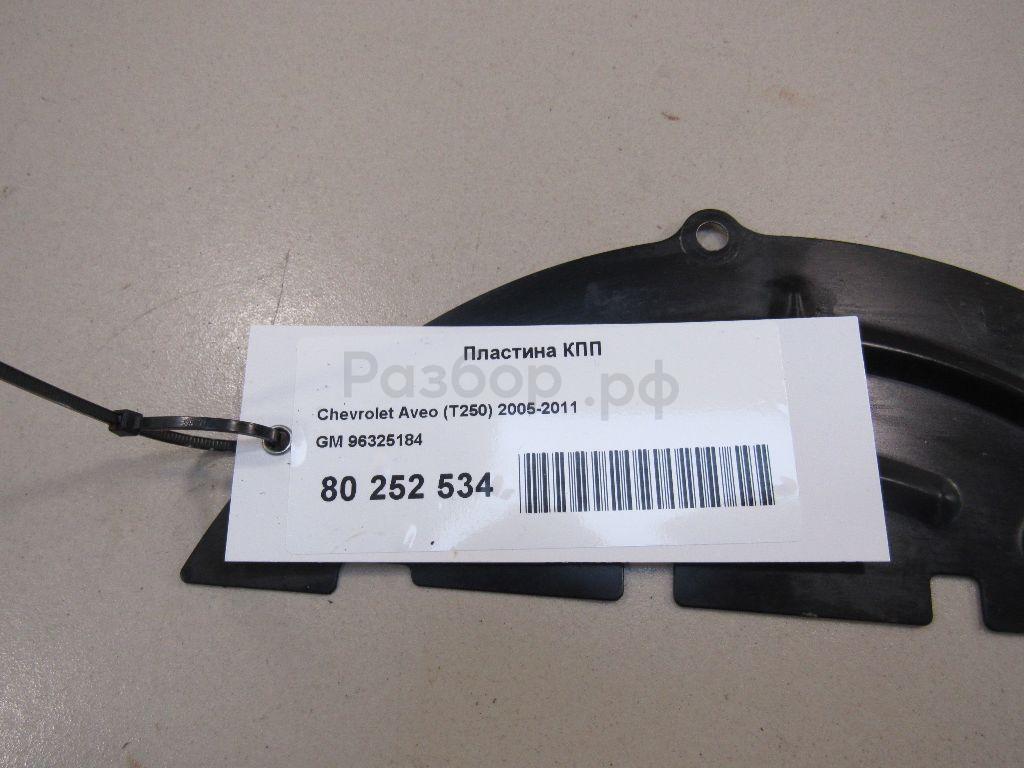 Пластина КПП
Разбор.рф
Chevrolet Aveo (T250) 2005-2011
GM 96325184
80 252 534